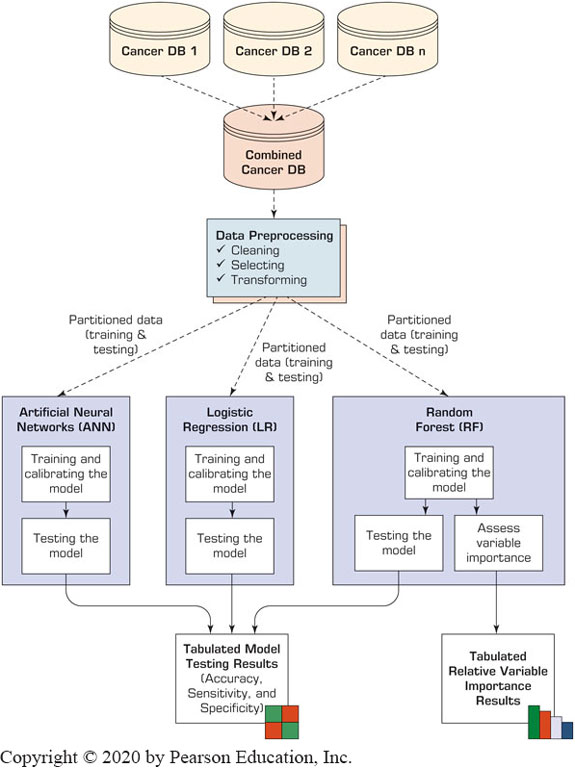 Cancer DB 1
Cancer DB 2
Cancer DB n
Combined
Cancer DB
Data Preprocessing
✓ Cleaning
✓ Selecting
✓ Transforming
Partitioned data
(training &
testing)
Partitioned
data (training
& testing)
Partitioned
data (training
& testing)
Artificial Neural
Networks (ANN)
Training and
calibrating the
model
Testing the
model
Logistic
Regression (LR)
Training and
calibrating the
model
Testing the
model
Random
Forest (RF)
Training and
calibrating the
model
Testing the
model
Assess
variable
importance
Tabulated Model
Testing Results
(Accuracy,
Sensitivity, and
Specificity)
Tabulated
Relative Variable
Importance
Results
Copyright © 2020 by Pearson Education, Inc.